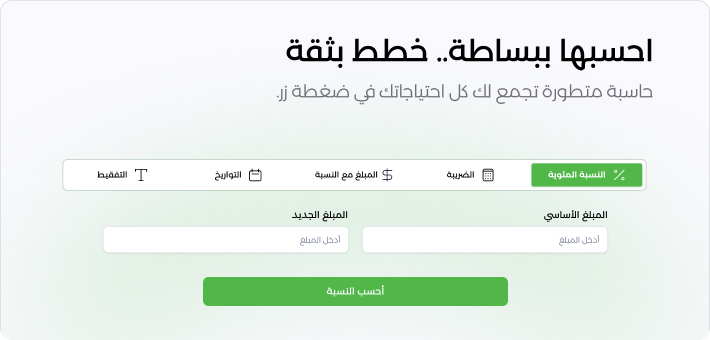 احسبها ببساطة.. خطط بثقة
حاسبة متطورة تجمع لك كل احتياجاتك في ضغطة زر.
النسبة المئوية
الضريبة
المبلغ مع النسبة
التواريخ
التفقيط
المبلغ الأساسي
المبلغ الجديد
أدخل المبلغ
أدخل المبلغ
أحسب النسبة